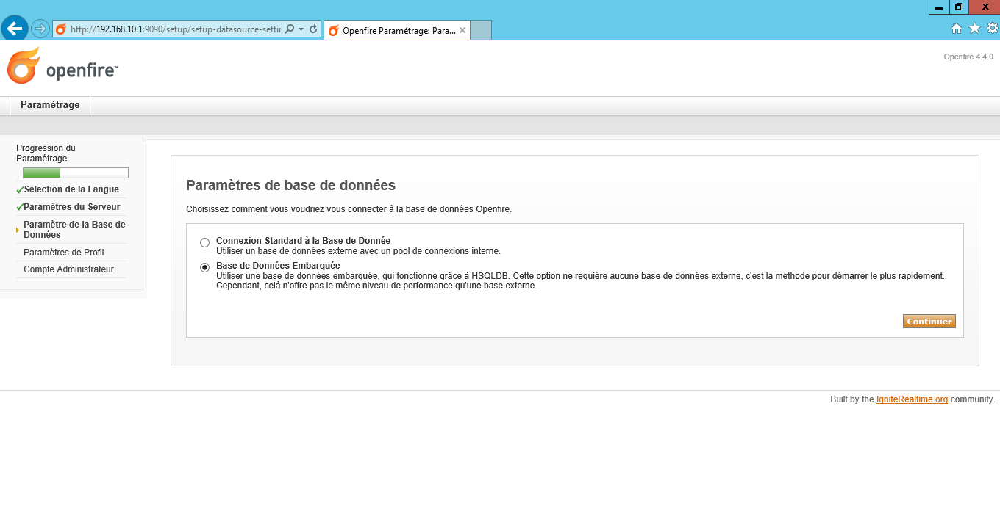 http://192.168.10.1:9090/setup/setup-datasource-settin
Openfire Paramétrage: Para...
openfire™
Openfire 4.4.0
Paramétrage
Progression du
Paramétrage
Selection de la Langue
Paramètres du Serveur
Paramètre de la Base de
Données
Paramètres de Profil
Compte Administrateur
Paramètres de base de données
Choisissez comment vous voudriez vous connecter à la base de données Openfire.
Connexion Standard à la Base de Donnée
Utiliser un base de données externe avec un pool de connexions interne.
Base de Données Embarquée
Utiliser une base de données embarquée, qui fonctionne grâce à HSQLDB. Cette option ne requière aucune base de données externe, c'est la méthode pour démarrer le plus rapidement.
Cependant, celà n'offre pas le même niveau de performance qu'une base externe.
Continuer
Built by the IgniteRealtime.org community.